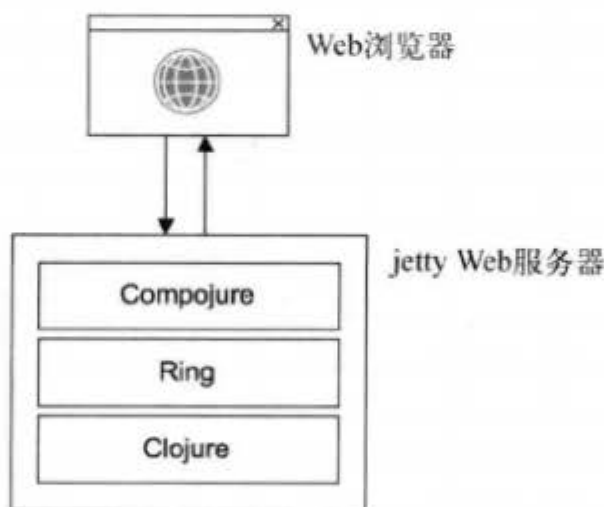 Web浏览器
jetty Web服务器
Compojure
Ring
Clojure